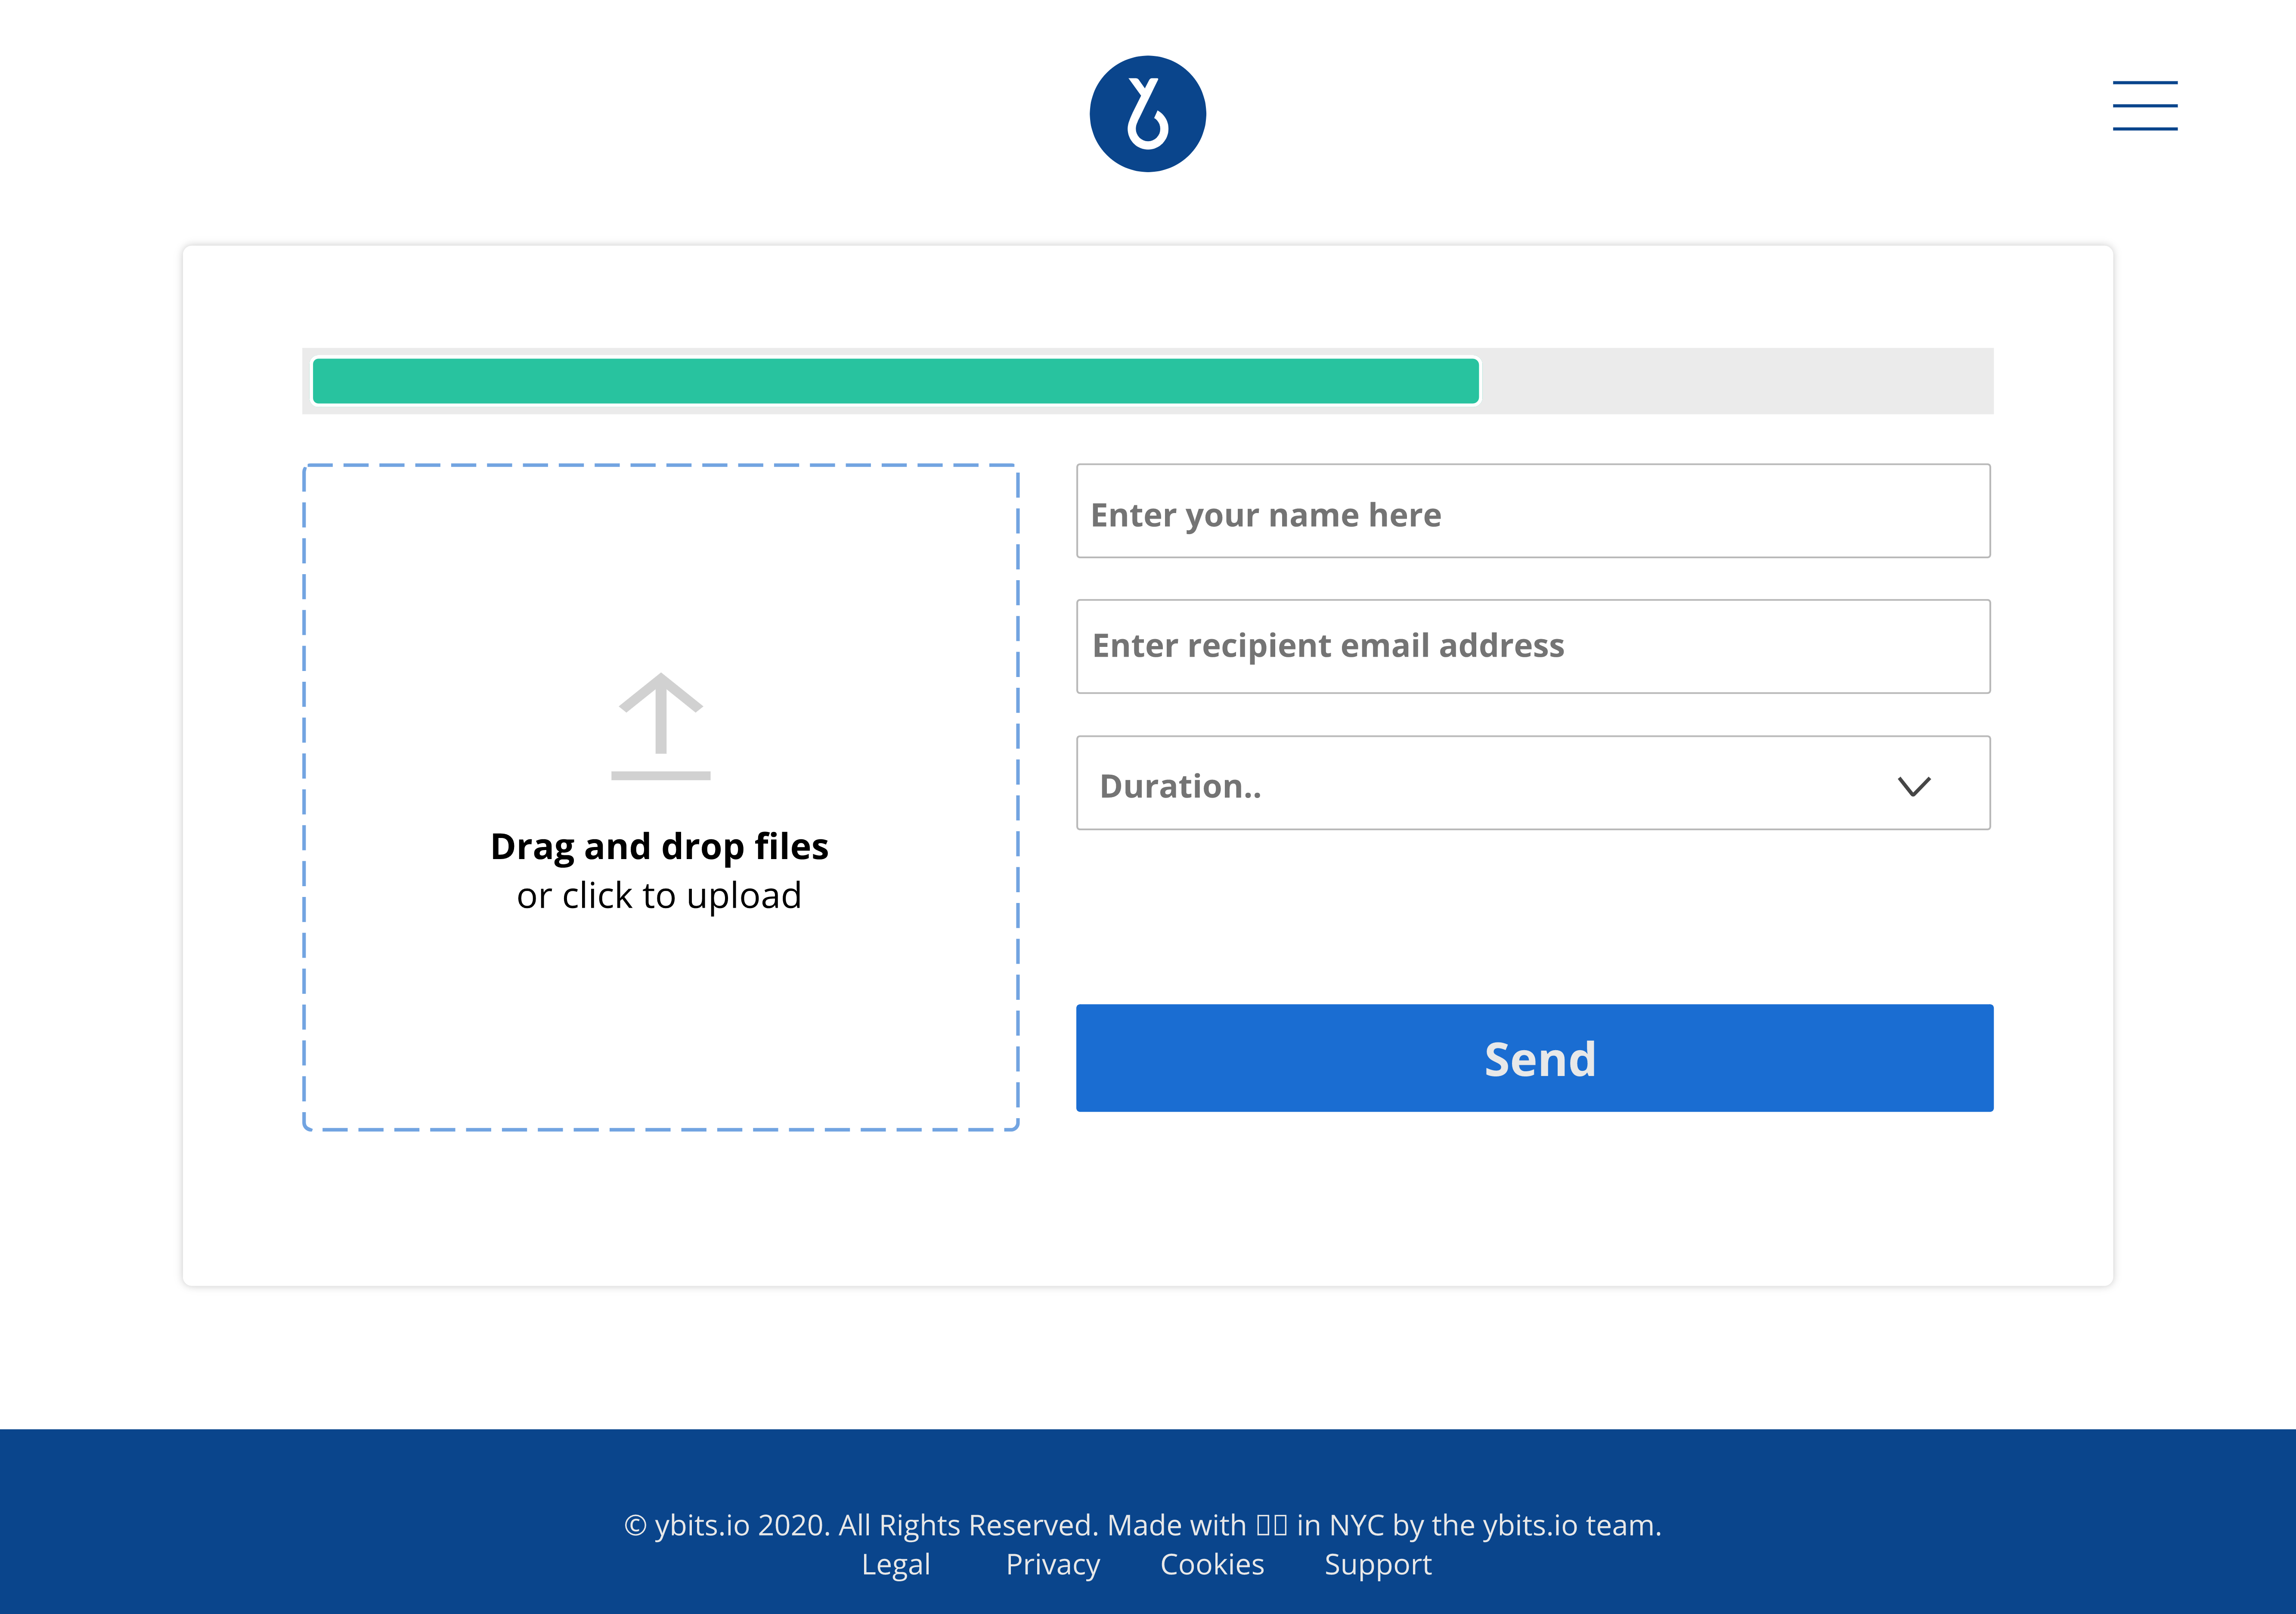 Enter your name here
Enter recipient email address
Duration..
Drag and drop files
or click to upload
Send
© ybits.io 2020. All Rights Reserved. Made with ▯▯ in NYC by the ybits.io team.
Legal Privacy Cookies Support